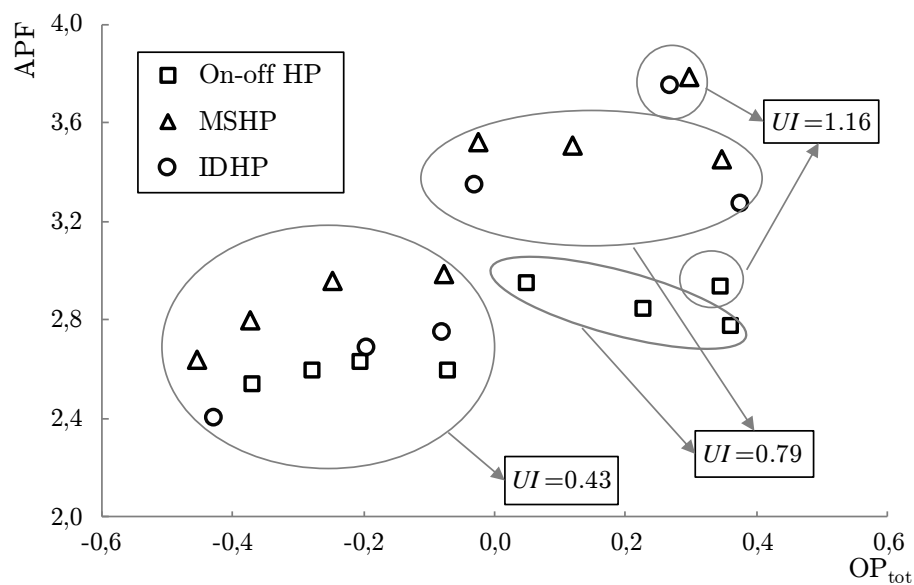 4,0
APF
On-off HP
MSHP
IDHP
3,6
UI=1.16
3,2
2,8
2,4
UI=0.79
UI=0.43
2,0
-0,6 -0,4 -0,2 0,0 0,2 0,4 0,6
OPtot